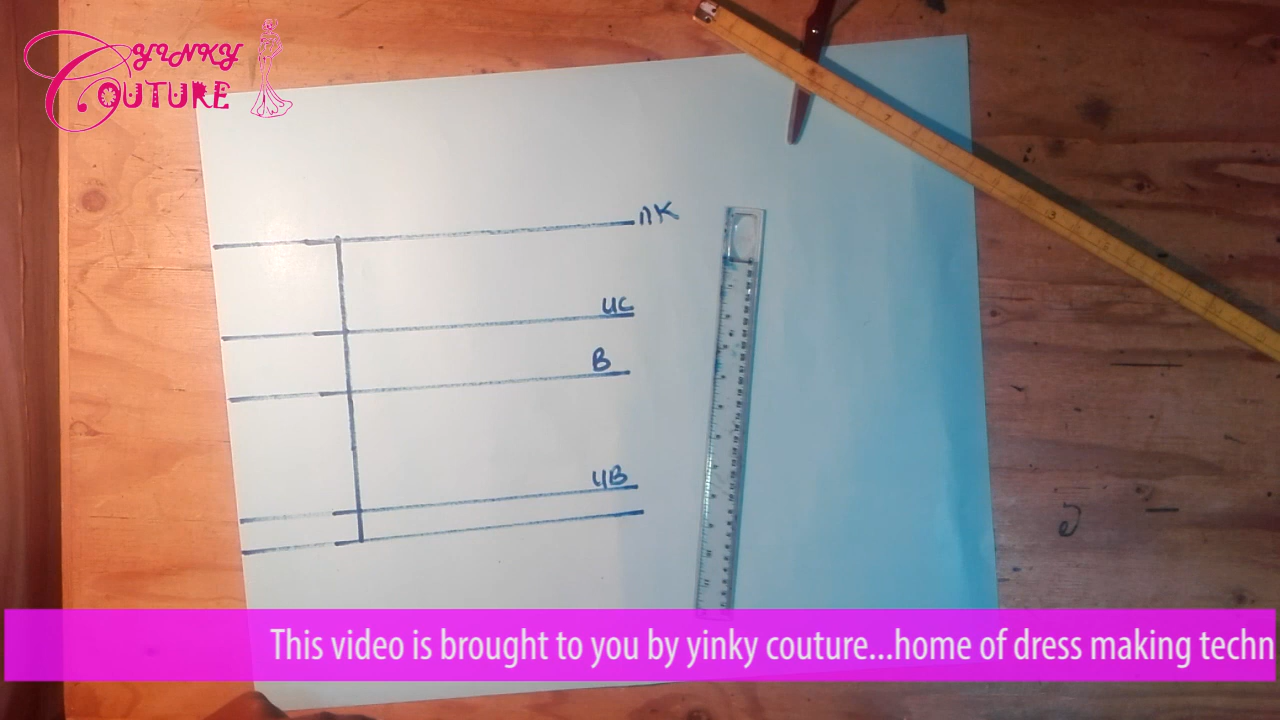 YINKY
COUTURE
nK
UC
B
UB
This video is brought to you by yinky couture...home of dress making techn